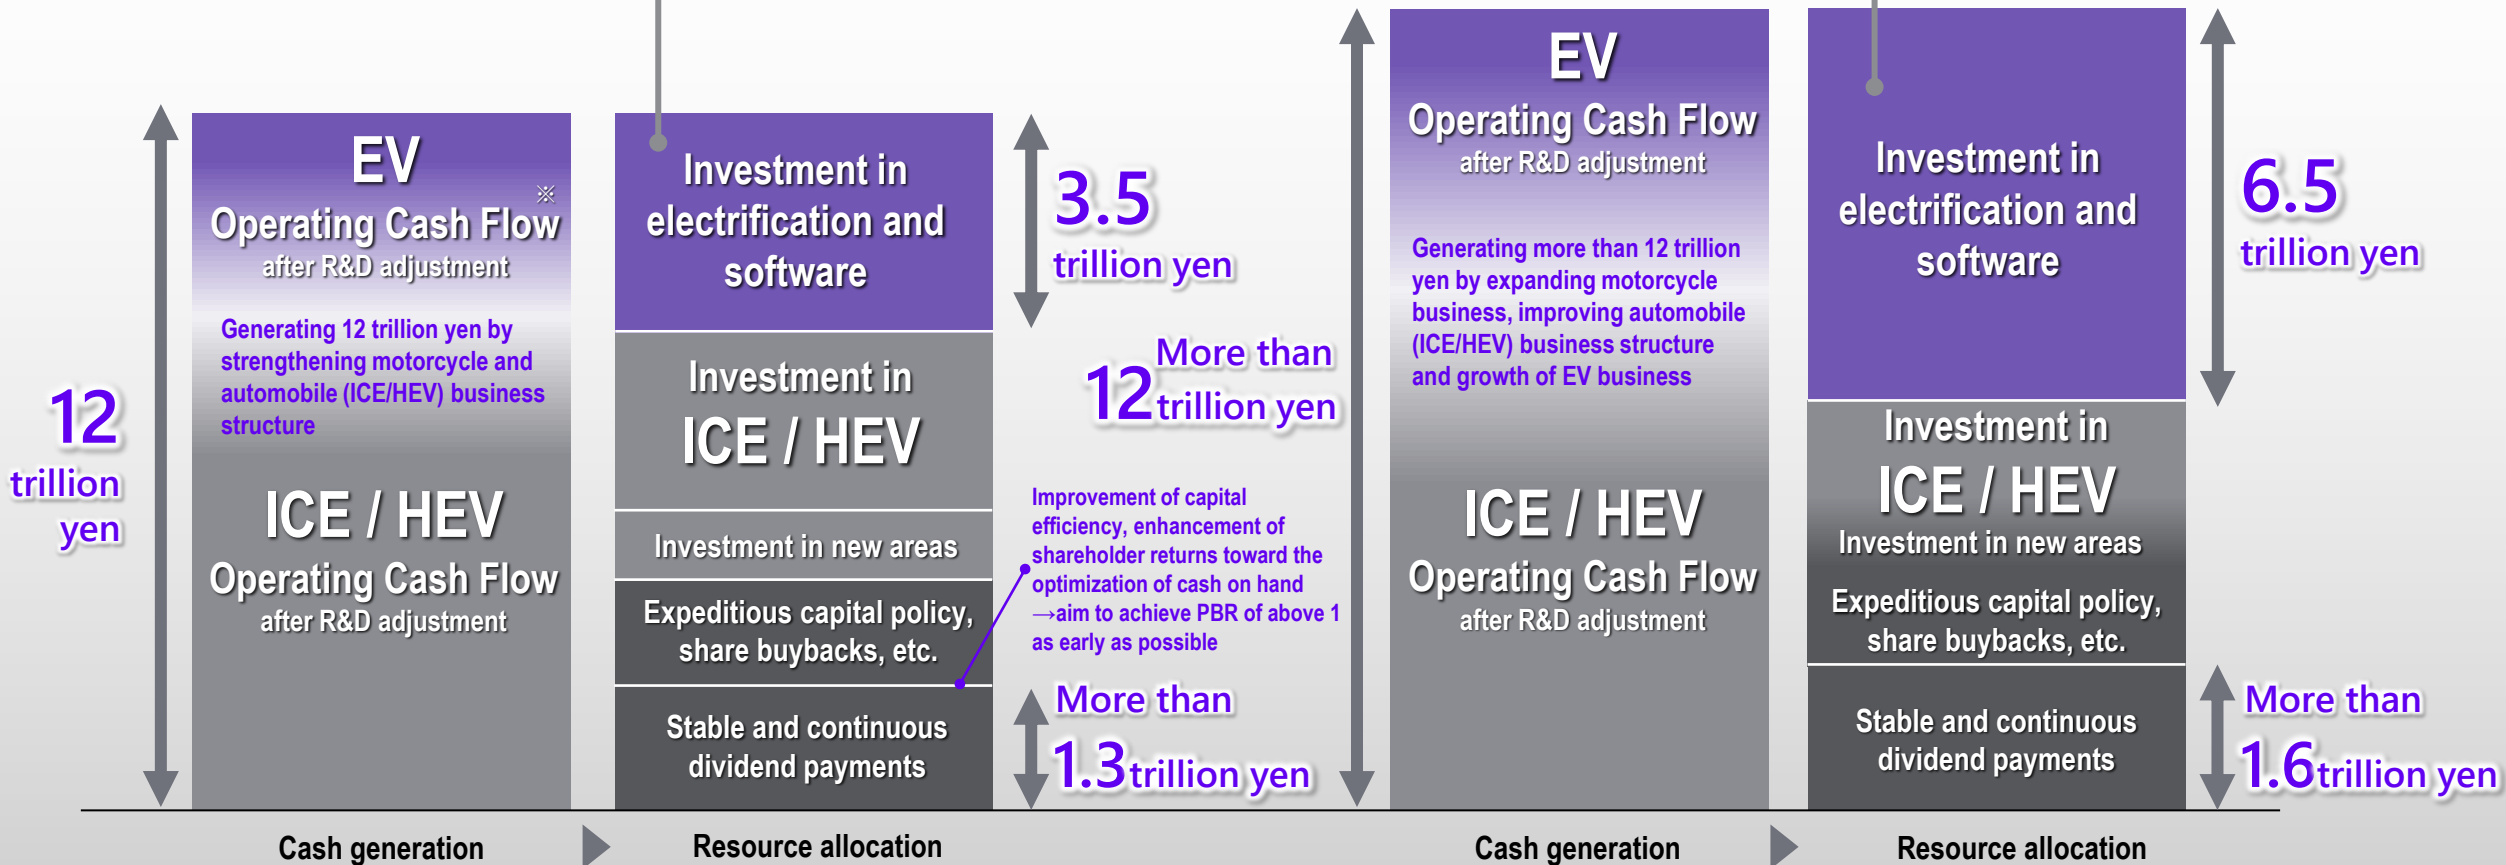 12
trillion
yen
EV
※
Operating Cash Flow
after R&D adjustment
Generating 12 trillion yen by
strengthening motorcycle and
automobile (ICE/HEV) business
structure
ICE / HEV
Operating Cash Flow
after R&D adjustment
Investment in
electrification and
software
Investment in
ICE / HEV
Investment in new areas
Expeditious capital policy,
share buybacks, etc.
Stable and continuous
dividend payments
3.5
trillion yen
Improvement of capital
efficiency, enhancement of
shareholder returns toward the
optimization of cash on hand
→aim to achieve PBR of above 1
as early as possible
More than
1.3 trillion yen
More than
12 trillion yen
EV
Operating Cash Flow
after R&D adjustment
Generating more than 12 trillion
yen by expanding motorcycle
business, improving automobile
(ICE/HEV) business structure
and growth of EV business
ICE / HEV
Operating Cash Flow
after R&D adjustment
Investment in
electrification and
software
Investment in
ICE / HEV
Investment in new areas
Expeditious capital policy,
share buybacks, etc.
Stable and continuous
dividend payments
6.5
trillion yen
More than
1.6 trillion yen
Cash generation
Resource allocation
Cash generation
Resource allocation